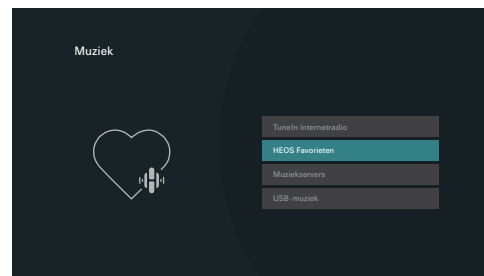 Muziek
TuneIn internetradio
HEOS Favorieten
Muziekservers
USB-muziek